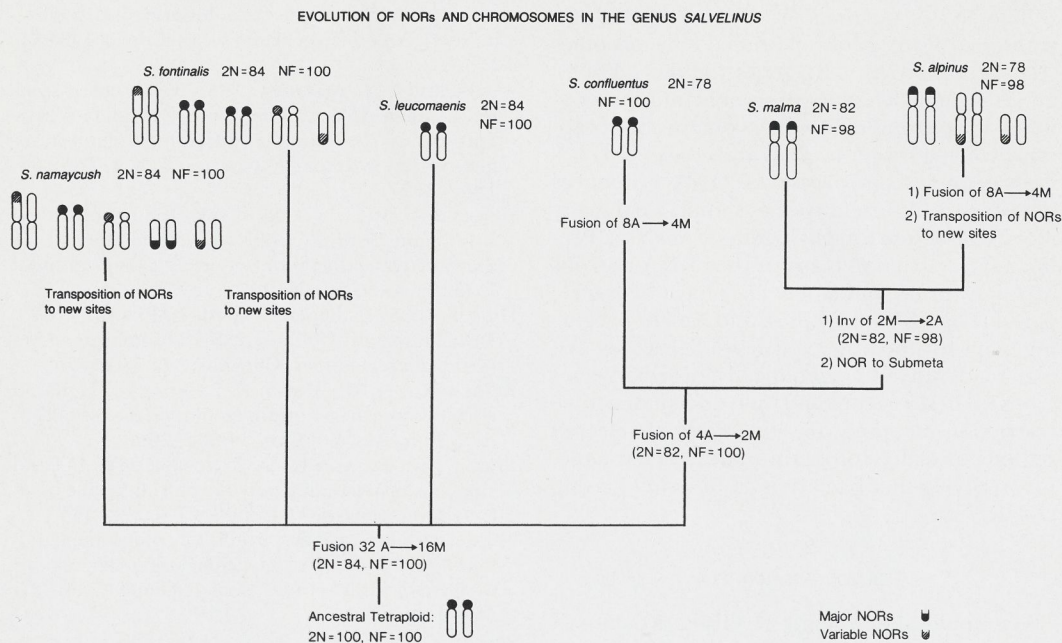 EVOLUTION OF NORs AND CHROMOSOMES IN THE GENUS SALVELINUS
S. fontinalis 2N=84 NF=100
S. namaycush 2N=84 NF=100
S. leucomaenis 2N=84
NF=100
S. confluentus 2N=78
NF=100
S. malma 2N=82
NF=98
S. alpinus 2N=78
NF=98
Transposition of NORs
to new sites
Transposition of NORs
to new sites
Fusion of 8A→4M
1) Fusion of 8A→4M
2) Transposition of NORs
to new sites
1) Inv of 2M→2A
(2N=82, NF=98)
2) NOR to Submeta
Fusion of 4A→2M
(2N=82, NF=100)
Fusion 32 A→16M
(2N=84, NF=100)
Ancestral Tetraploid:
2N=100, NF=100
Major NORs
Variable NORs